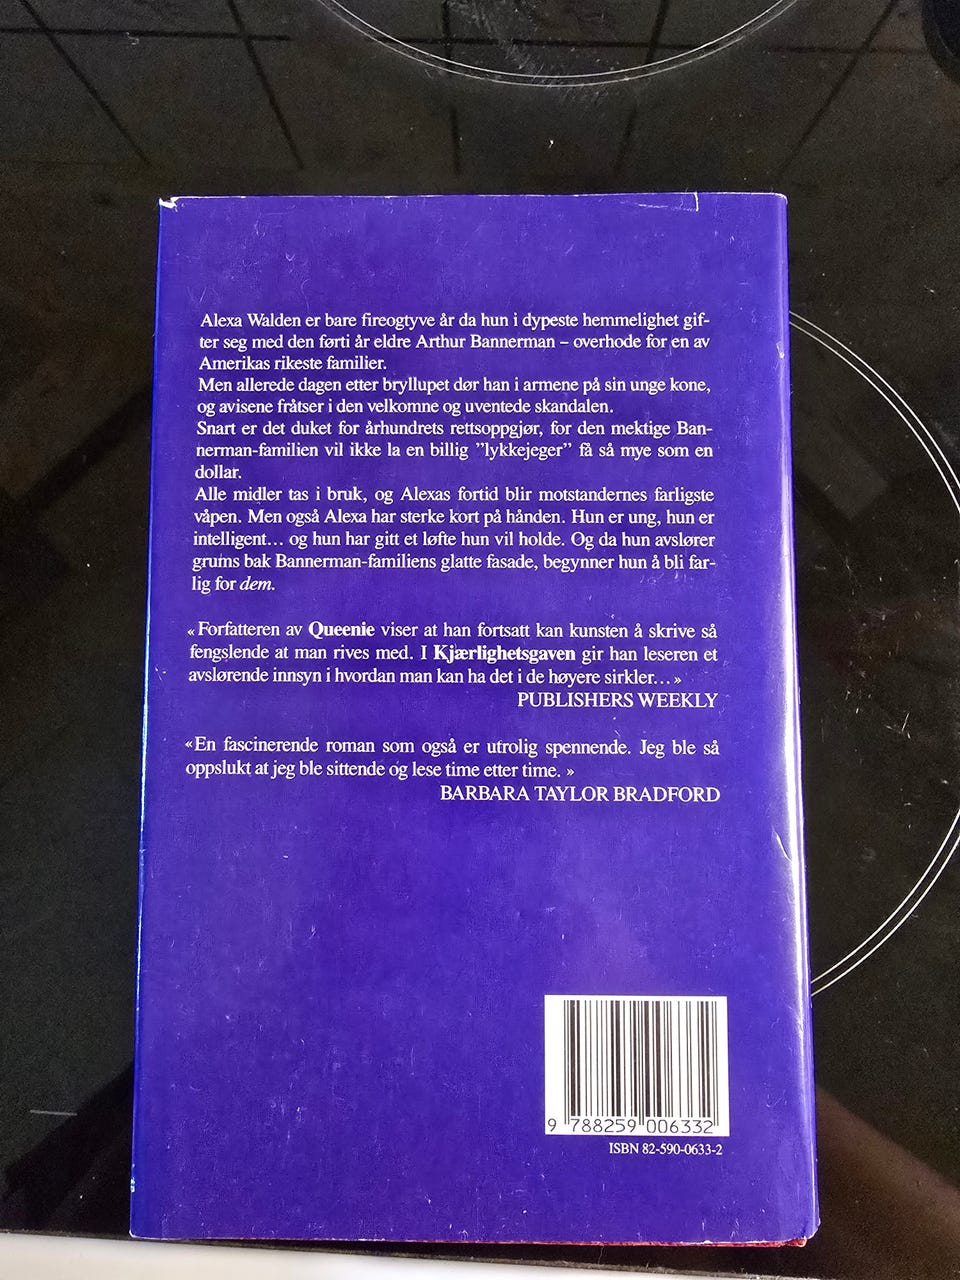 Alexa Walden er bare fireogtyve år da hun i dypeste hemmelighet gif-
ter seg med den førti år eldre Arthur Bannerman – overhode for en av
Amerikas rikeste familier.
Men allerede dagen etter bryllupet dør han i armene på sin unge kone,
og avisene fråtser i den velkomne og uventede skandalen.
Snart er det duket for århundrets rettsoppgjør, for den mektige Ban-
nerman-familien vil ikke la en billig ”lykkejeger” få så mye som en
dollar.
Alle midler tas i bruk, og Alexas fortid blir motstandernes farligste
våpen. Men også Alexa har sterke kort på hånden. Hun er ung, hun er
intelligent... og hun har gitt et løfte hun vil holde. Og da hun avslører
grums bak Bannerman-familiens glatte fasade, begynner hun å bli far-
lig for dem.
« Forfatteren av Queenie viser at han fortsatt kan kunsten å skrive så
fengslende at man rives med. I Kjærlighetsgaven gir han leseren et
avslørende innsyn i hvordan man kan ha det i de høyere sirkler... »
PUBLISHERS WEEKLY
« En fascinerende roman som også er utrolig spennende. Jeg ble så
oppslukt at jeg ble sittende og lese time etter time. »
BARBARA TAYLOR BRADFORD
9 788259 006332
ISBN 82-590-0633-2